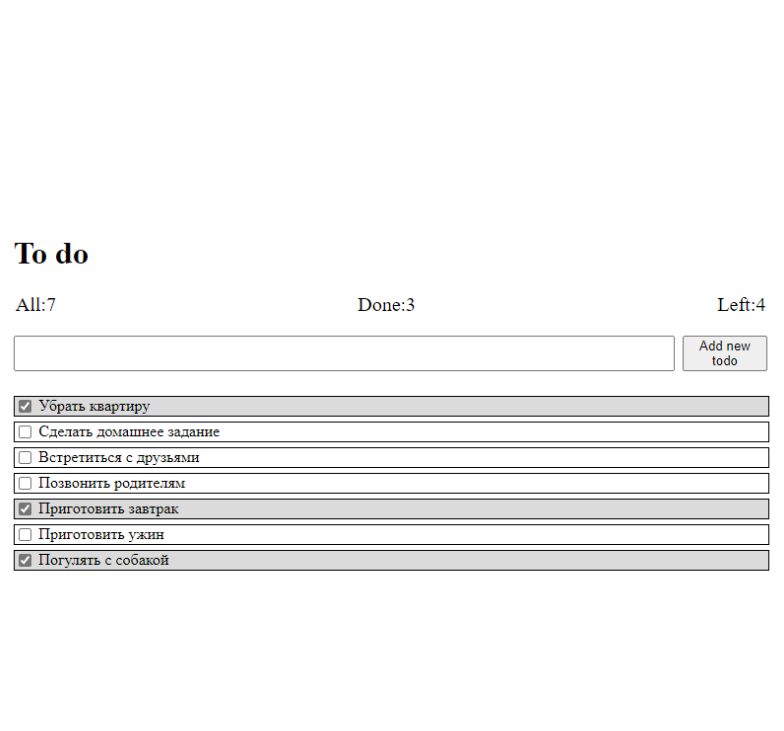 To do
All:7 Done:3 Left:4
Add new
todo
Убрать квартиру
Сделать домашнее задание
Встретиться с друзьями
Позвонить родителям
Приготовить завтрак
Приготовить ужин
Погулять с собакой